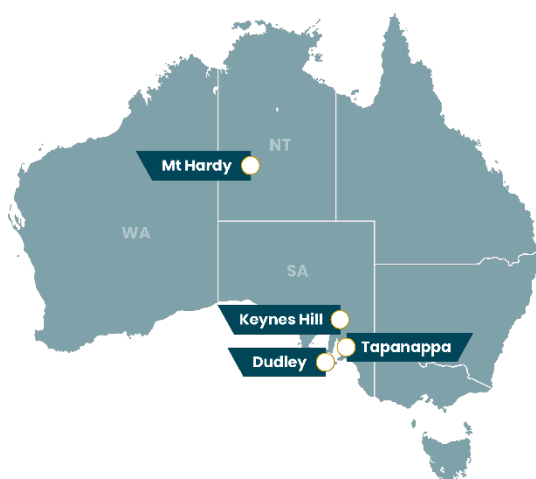 NT
Mt Hardy
WA
SA
Keynes Hill
Tapanappa
Dudley